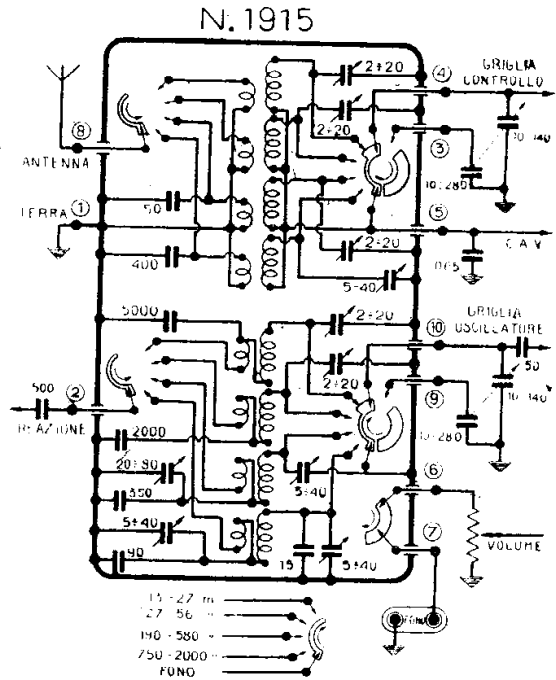 N. 1915
2÷20
④
GRIGLIA
CONTROLLO
⑧
2÷20
10-140
③
ANTENNA
10-280
TERRA
①
50
⑤
2÷20
C.A.V.
400
5-40
0.05
5000
2÷20
GRIGLIA
OSCILLATORE
⑩
50
500
②
2÷20
⑨
10-140
REAZIONE
2000
10-280
20÷80
⑥
5÷40
350
5÷40
⑦
VOLUME
90
15
5÷40
15-27 m
27-56 "
FONO
190-580 "
750-2000 "
FONO